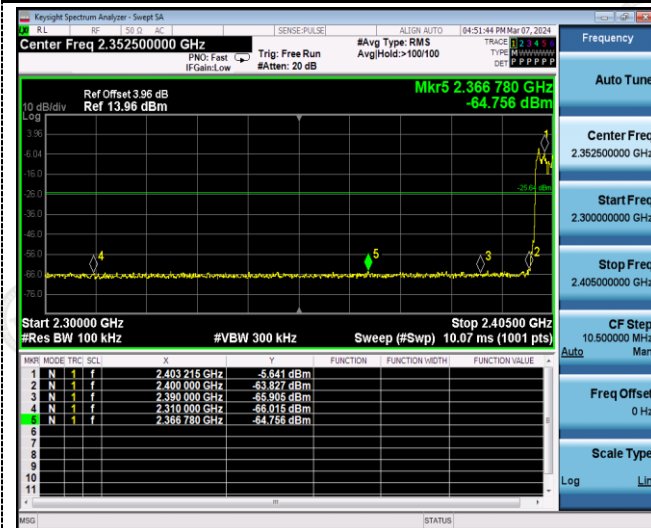 Keysight Spectrum Analyzer - Swept SA
RL RF 50 Ω AC SENSE:PULSE ALIGN AUTO 04:51:44 PM Mar 07, 2024
Center Freq 2.352500000 GHz
PNO: Fast
IFGain:Low
Trig: Free Run
#Atten: 20 dB
#Avg Type: RMS
Avg|Hold:>100/100
TRACE 1 2 3 4 5 6
TYPE MWWWWW
DET P P P P P P
Mkr5 2.366 780 GHz
-64.756 dBm
Ref Offset 3.96 dB
Ref 13.96 dBm
10 dB/div
Log
3.96
-6.04
-16.0
-26.0
-36.0
-46.0
-56.0
-66.0
-76.0
-25.64 dBm
1
2
3
4
5
Start 2.30000 GHz
Stop 2.40500 GHz
#Res BW 100 kHz
#VBW 300 kHz
Sweep (#Swp) 10.07 ms (1001 pts)
MKR MODE TRC SCL X Y FUNCTION FUNCTION WIDTH FUNCTION VALUE
1 N 1 f 2.403 215 GHz -5.641 dBm
2 N 1 f 2.400 000 GHz -63.827 dBm
3 N 1 f 2.390 000 GHz -65.905 dBm
4 N 1 f 2.310 000 GHz -66.015 dBm
5 N 1 f 2.366 780 GHz -64.756 dBm
6
7
8
9
10
11
MSG
STATUS
Frequency
Auto Tune
Center Freq
2.352500000 GHz
Start Freq
2.300000000 GHz
Stop Freq
2.405000000 GHz
CF Step
10.500000 MHz
Auto Man
Freq Offset
0 Hz
Scale Type
Log Lin